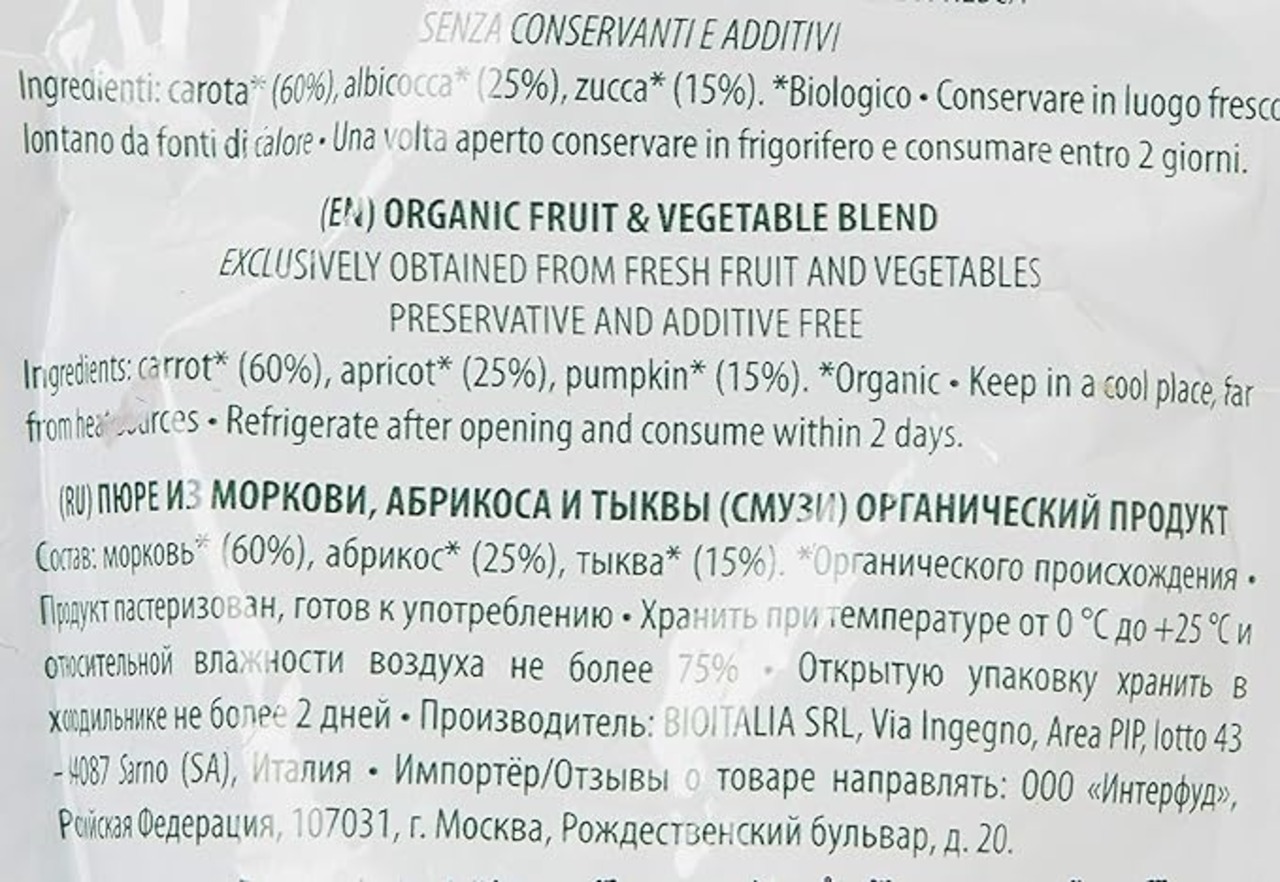 SENZA CONSERVANTI E ADDITIVI
Ingredienti: carota* (60%), albicocca* (25%), zucca* (15%). *Biologico • Conservare in luogo fresco
lontano da fonti di calore • Una volta aperto conservare in frigorifero e consumare entro 2 giorni.
(EN) ORGANIC FRUIT & VEGETABLE BLEND
EXCLUSIVELY OBTAINED FROM FRESH FRUIT AND VEGETABLES
PRESERVATIVE AND ADDITIVE FREE
Ingredients: carrot* (60%), apricot* (25%), pumpkin* (15%). *Organic • Keep in a cool place, far
from heat sources • Refrigerate after opening and consume within 2 days.
(RU) ПЮРЕ ИЗ МОРКОВИ, АБРИКОСА И ТЫКВЫ (СМУЗИ) ОРГАНИЧЕСКИЙ ПРОДУКТ
Состав: морковь* (60%), абрикос* (25%), тыква* (15%). *Органического происхождения •
Продукт пастеризован, готов к употреблению • Хранить при температуре от 0 °C до +25 °C и
относительной влажности воздуха не более 75% • Открытую упаковку хранить в
холодильнике не более 2 дней • Производитель: BIOITALIA SRL, Via Ingegno, Area PIP, lotto 43
- 84087 Sarno (SA), Италия • Импортёр/Отзывы о товаре направлять: ООО «Интерфуд»,
Российская Федерация, 107031, г. Москва, Рождественский бульвар, д. 20.